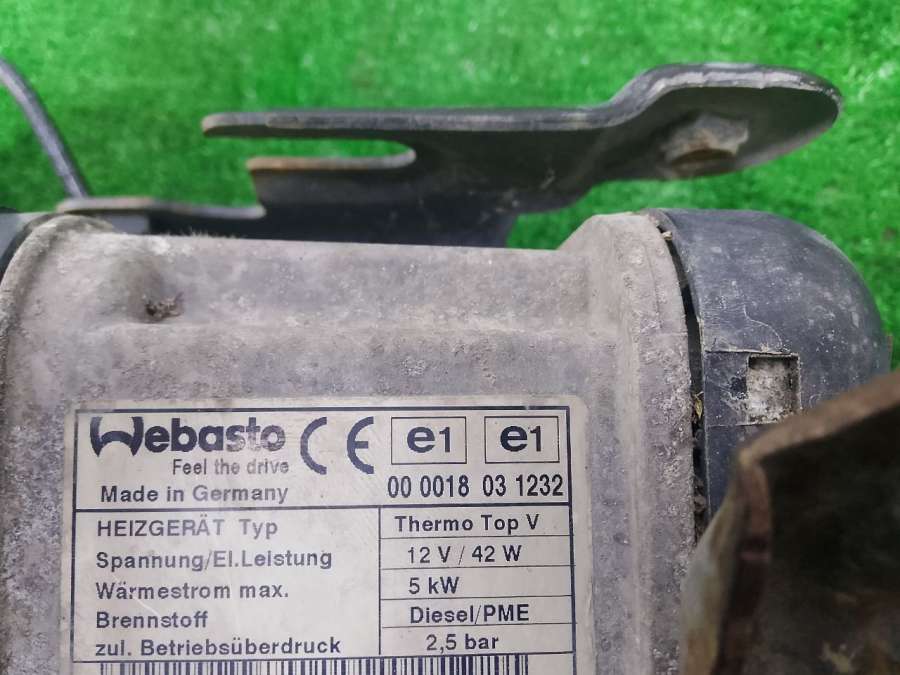 Webasto CE e1 e1
Feel the drive
Made in Germany 00 0018 03 1232
HEIZGERÄT Typ Thermo Top V
Spannung/El.Leistung 12 V / 42 W
Wärmestrom max. 5 kW
Brennstoff Diesel/PME
zul. Betriebsüberdruck 2,5 bar